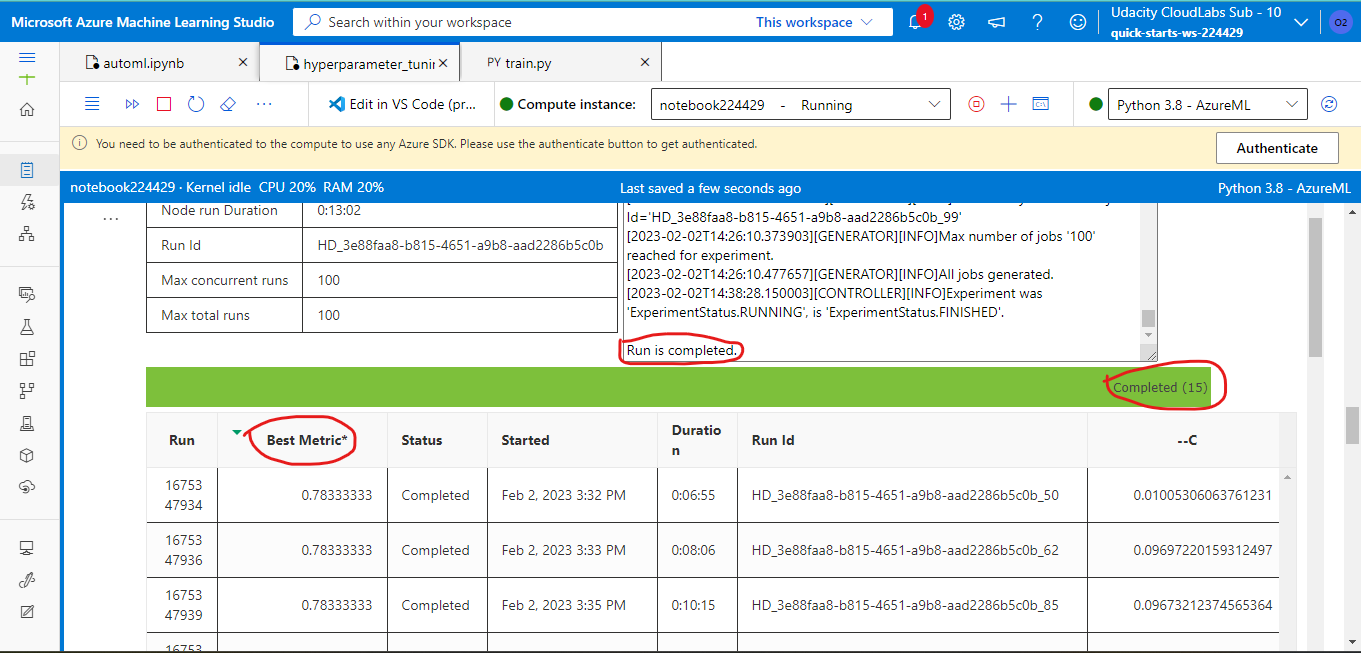 Microsoft Azure Machine Learning Studio
Search within your workspace
This workspace
1
Udacity CloudLabs Sub - 10
quick-starts-ws-224429
O2
automl.ipynb
hyperparameter_tunin
PY train.py
Edit in VS Code (pr...
Compute instance:
notebook224429 - Running
Python 3.8 - AzureML
You need to be authenticated to the compute to use any Azure SDK. Please use the authenticate button to get authenticated.
Authenticate
notebook224429 · Kernel idle CPU 20% RAM 20%
Last saved a few seconds ago
Python 3.8 - AzureML
...
Node run Duration 0:13:02
Run Id HD_3e88faa8-b815-4651-a9b8-aad2286b5c0b
Max concurrent runs 100
Max total runs 100
Id='HD_3e88faa8-b815-4651-a9b8-aad2286b5c0b_99'
[2023-02-02T14:26:10.373903][GENERATOR][INFO]Max number of jobs '100'
reached for experiment.
[2023-02-02T14:26:10.477657][GENERATOR][INFO]All jobs generated.
[2023-02-02T14:38:28.150003][CONTROLLER][INFO]Experiment was
'ExperimentStatus.RUNNING', is 'ExperimentStatus.FINISHED'.
Run is completed.
Completed (15)
Run Best Metric* Status Started Duratio
n Run Id --C
16753
47934 0.78333333 Completed Feb 2, 2023 3:32 PM 0:06:55 HD_3e88faa8-b815-4651-a9b8-aad2286b5c0b_50 0.01005306063761231
16753
47936 0.78333333 Completed Feb 2, 2023 3:33 PM 0:08:06 HD_3e88faa8-b815-4651-a9b8-aad2286b5c0b_62 0.09697220159312497
16753
47939 0.78333333 Completed Feb 2, 2023 3:35 PM 0:10:15 HD_3e88faa8-b815-4651-a9b8-aad2286b5c0b_85 0.09673212374565364
16753